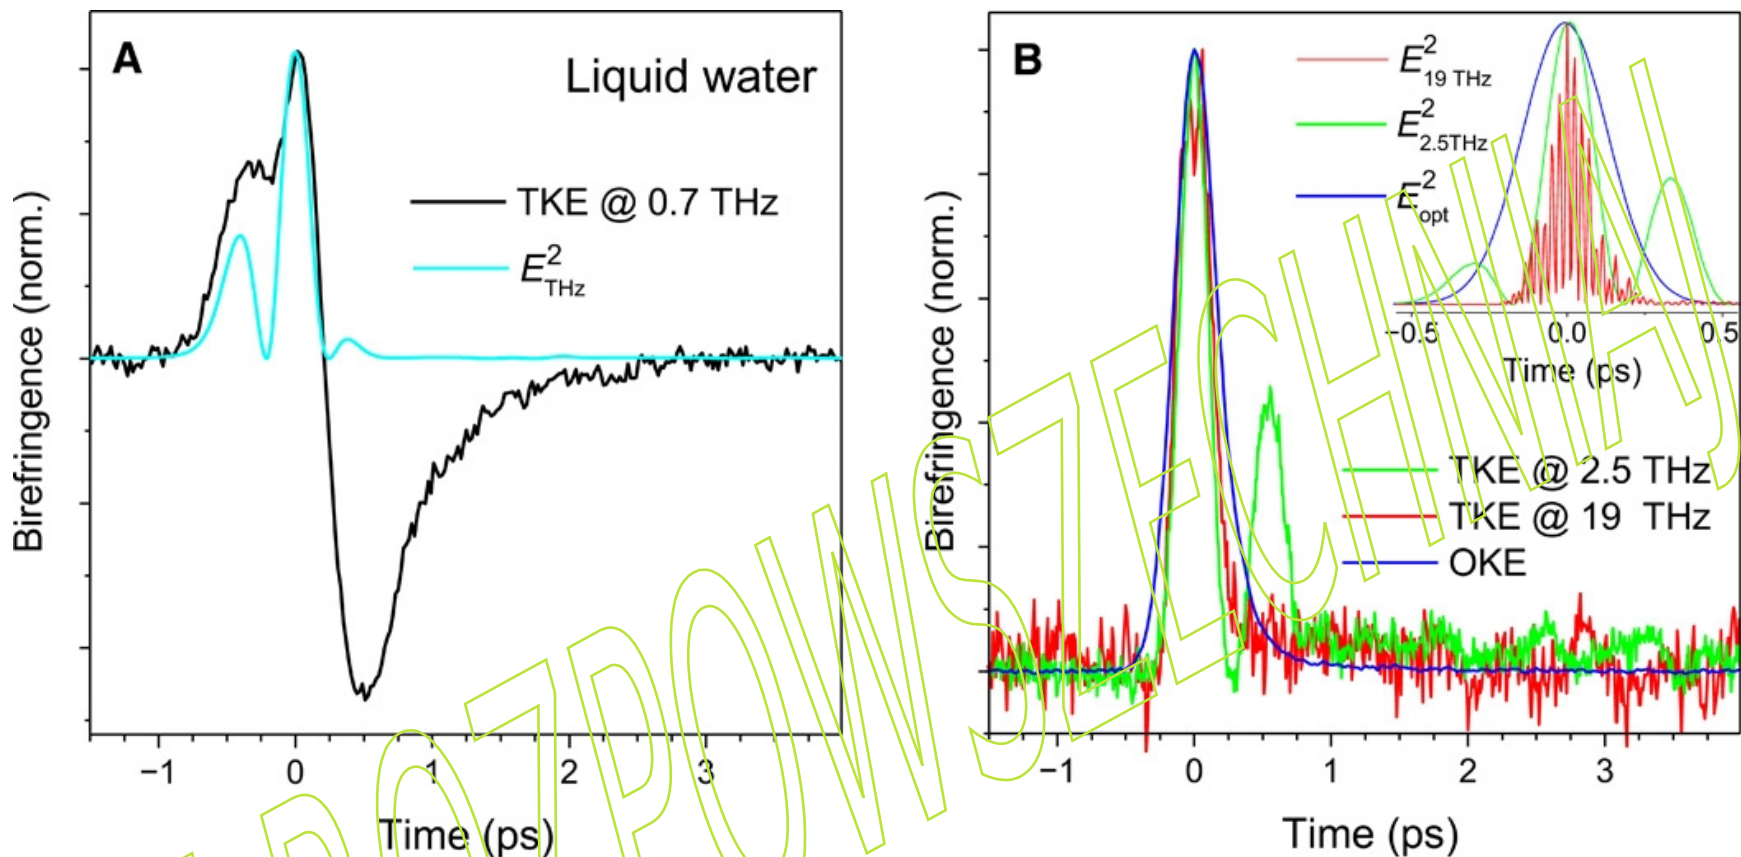 A
Liquid water
TKE @ 0.7 THz
E²THz
Birefringence (norm.)
−1 0 1 2 3
Time (ps)
B
E²19 THz
E²2.5THz
E²opt
−0.5 0.0 0.5
Time (ps)
TKE @ 2.5 THz
TKE @ 19 THz
OKE
Birefringence (norm.)
−1 0 1 2 3
Time (ps)